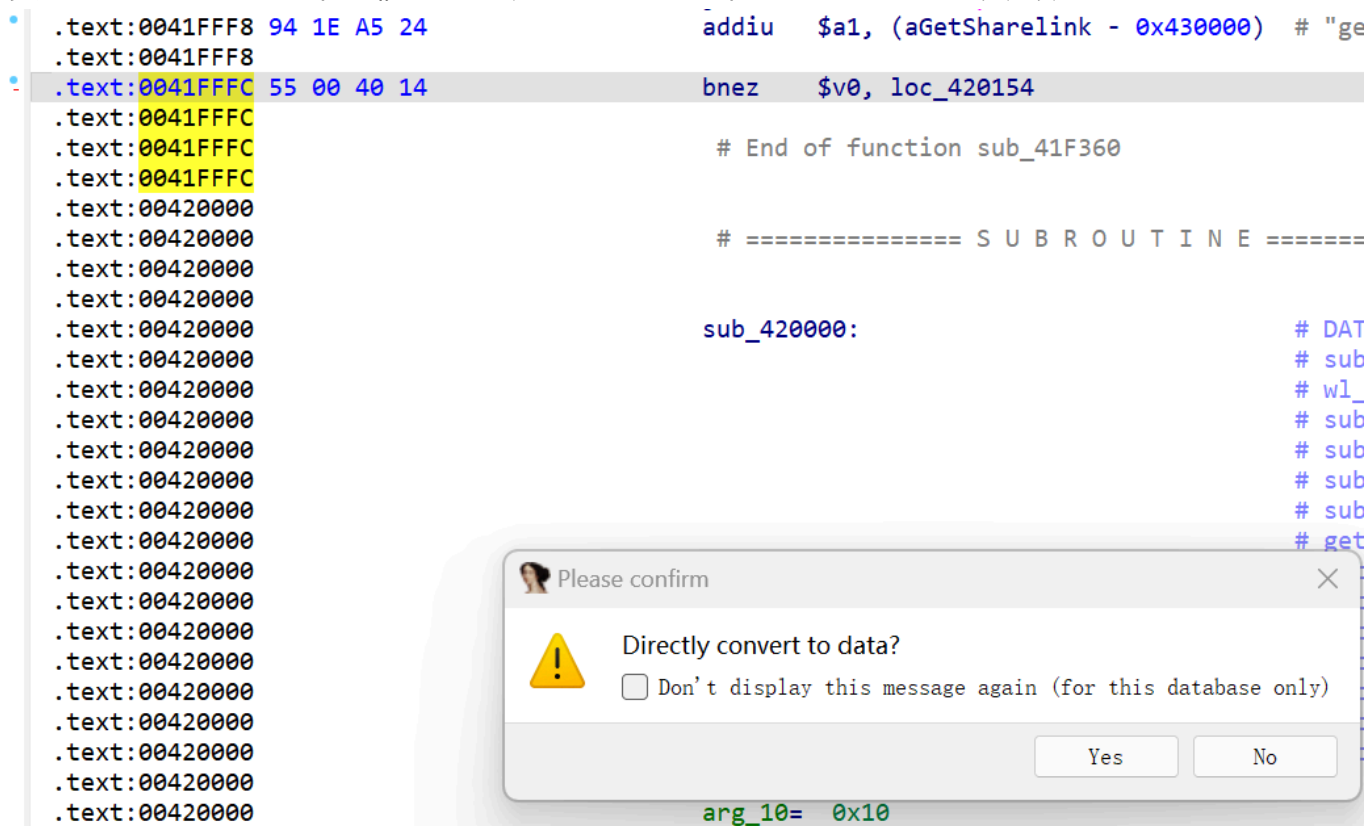 .text:0041FFF8 94 1E A5 24 addiu $a1, (aGetSharelink - 0x430000) # "ge
.text:0041FFF8
.text:0041FFFC 55 00 40 14 bnez $v0, loc_420154
.text:0041FFFC
.text:0041FFFC # End of function sub_41F360
.text:0041FFFC
.text:00420000
.text:00420000 # =============== S U B R O U T I N E =======
.text:00420000
.text:00420000
.text:00420000 sub_420000: # DAT
.text:00420000 # sub
.text:00420000 # wl_
.text:00420000 # sub
.text:00420000 # sub
.text:00420000 # sub
.text:00420000 # sub
.text:00420000 # get
.text:00420000
Please confirm
.text:00420000
.text:00420000
Directly convert to data?
.text:00420000
Don't display this message again (for this database only)
.text:00420000
.text:00420000
.text:00420000
Yes No
.text:00420000
.text:00420000 arg_10= 0x10